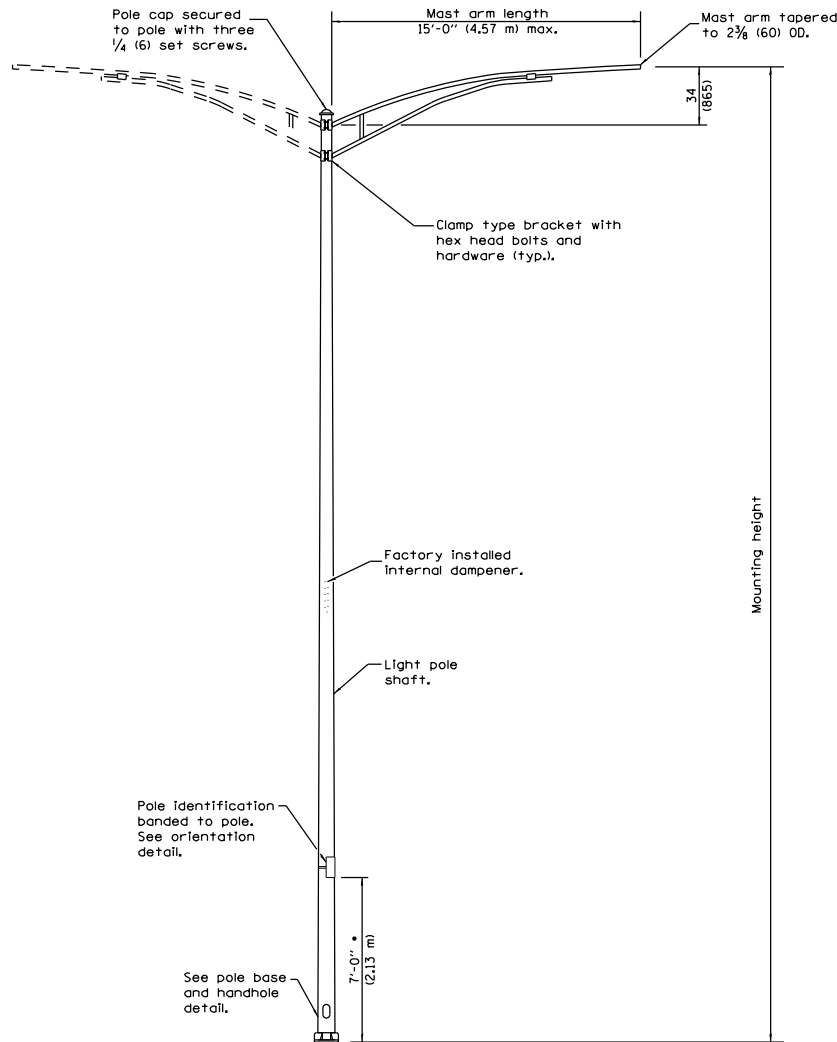 Pole cap secured
to pole with three
¼ (6) set screws.
Mast arm length
15'-0" (4.57 m) max.
Mast arm tapered
to 2⅜ (60) OD.
34
(865)
Clamp type bracket with
hex head bolts and
hardware (typ.).
Mounting height
Factory installed
internal dampener.
Light pole
shaft.
Pole identification
banded to pole.
See orientation
detail.
7'-0" •
(2.13 m)
See pole base
and handhole
detail.